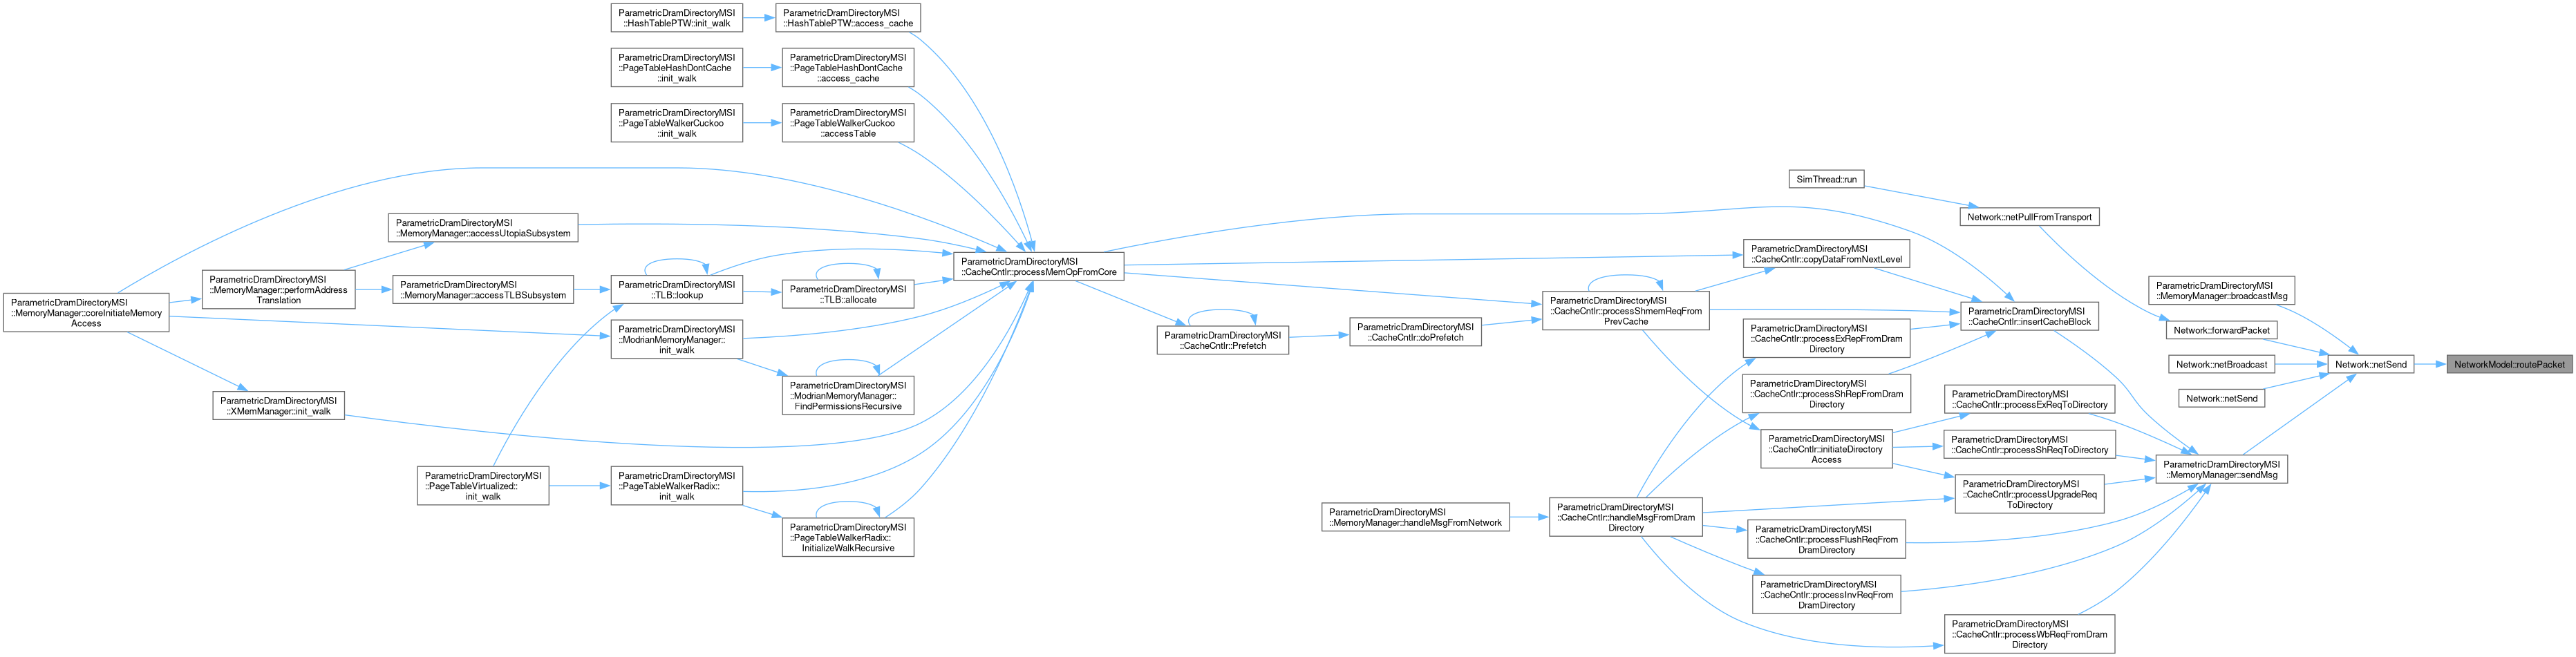 ParametricDramDirectoryMSI
::HashTablePTW::init_walk
ParametricDramDirectoryMSI
::HashTablePTW::access_cache
ParametricDramDirectoryMSI
::PageTableHashDontCache
::init_walk
ParametricDramDirectoryMSI
::PageTableHashDontCache
::access_cache
ParametricDramDirectoryMSI
::PageTableWalkerCuckoo
::init_walk
ParametricDramDirectoryMSI
::PageTableWalkerCuckoo
::accessTable
ParametricDramDirectoryMSI
::MemoryManager::coreInitiateMemory
Access
ParametricDramDirectoryMSI
::MemoryManager::performAddress
Translation
ParametricDramDirectoryMSI
::XMemManager::init_walk
ParametricDramDirectoryMSI
::MemoryManager::accessUtopiaSubsystem
ParametricDramDirectoryMSI
::MemoryManager::accessTLBSubsystem
ParametricDramDirectoryMSI
::PageTableVirtualized::
init_walk
ParametricDramDirectoryMSI
::TLB::lookup
ParametricDramDirectoryMSI
::ModrianMemoryManager::
init_walk
ParametricDramDirectoryMSI
::PageTableWalkerRadix::
init_walk
ParametricDramDirectoryMSI
::TLB::allocate
ParametricDramDirectoryMSI
::ModrianMemoryManager::
FindPermissionsRecursive
ParametricDramDirectoryMSI
::PageTableWalkerRadix::
InitializeWalkRecursive
ParametricDramDirectoryMSI
::CacheCntlr::processMemOpFromCore
ParametricDramDirectoryMSI
::CacheCntlr::Prefetch
ParametricDramDirectoryMSI
::CacheCntlr::doPrefetch
ParametricDramDirectoryMSI
::MemoryManager::handleMsgFromNetwork
ParametricDramDirectoryMSI
::CacheCntlr::processShmemReqFrom
PrevCache
ParametricDramDirectoryMSI
::CacheCntlr::handleMsgFromDram
Directory
SimThread::run
ParametricDramDirectoryMSI
::CacheCntlr::copyDataFromNextLevel
ParametricDramDirectoryMSI
::CacheCntlr::processExRepFromDram
Directory
ParametricDramDirectoryMSI
::CacheCntlr::processShRepFromDram
Directory
ParametricDramDirectoryMSI
::CacheCntlr::initiateDirectory
Access
ParametricDramDirectoryMSI
::CacheCntlr::processFlushReqFrom
DramDirectory
ParametricDramDirectoryMSI
::CacheCntlr::processInvReqFrom
DramDirectory
Network::netPullFromTransport
ParametricDramDirectoryMSI
::CacheCntlr::insertCacheBlock
ParametricDramDirectoryMSI
::CacheCntlr::processExReqToDirectory
ParametricDramDirectoryMSI
::CacheCntlr::processShReqToDirectory
ParametricDramDirectoryMSI
::CacheCntlr::processUpgradeReq
ToDirectory
ParametricDramDirectoryMSI
::CacheCntlr::processWbReqFromDram
Directory
ParametricDramDirectoryMSI
::MemoryManager::broadcastMsg
Network::forwardPacket
Network::netBroadcast
Network::netSend
ParametricDramDirectoryMSI
::MemoryManager::sendMsg
Network::netSend
NetworkModel::routePacket